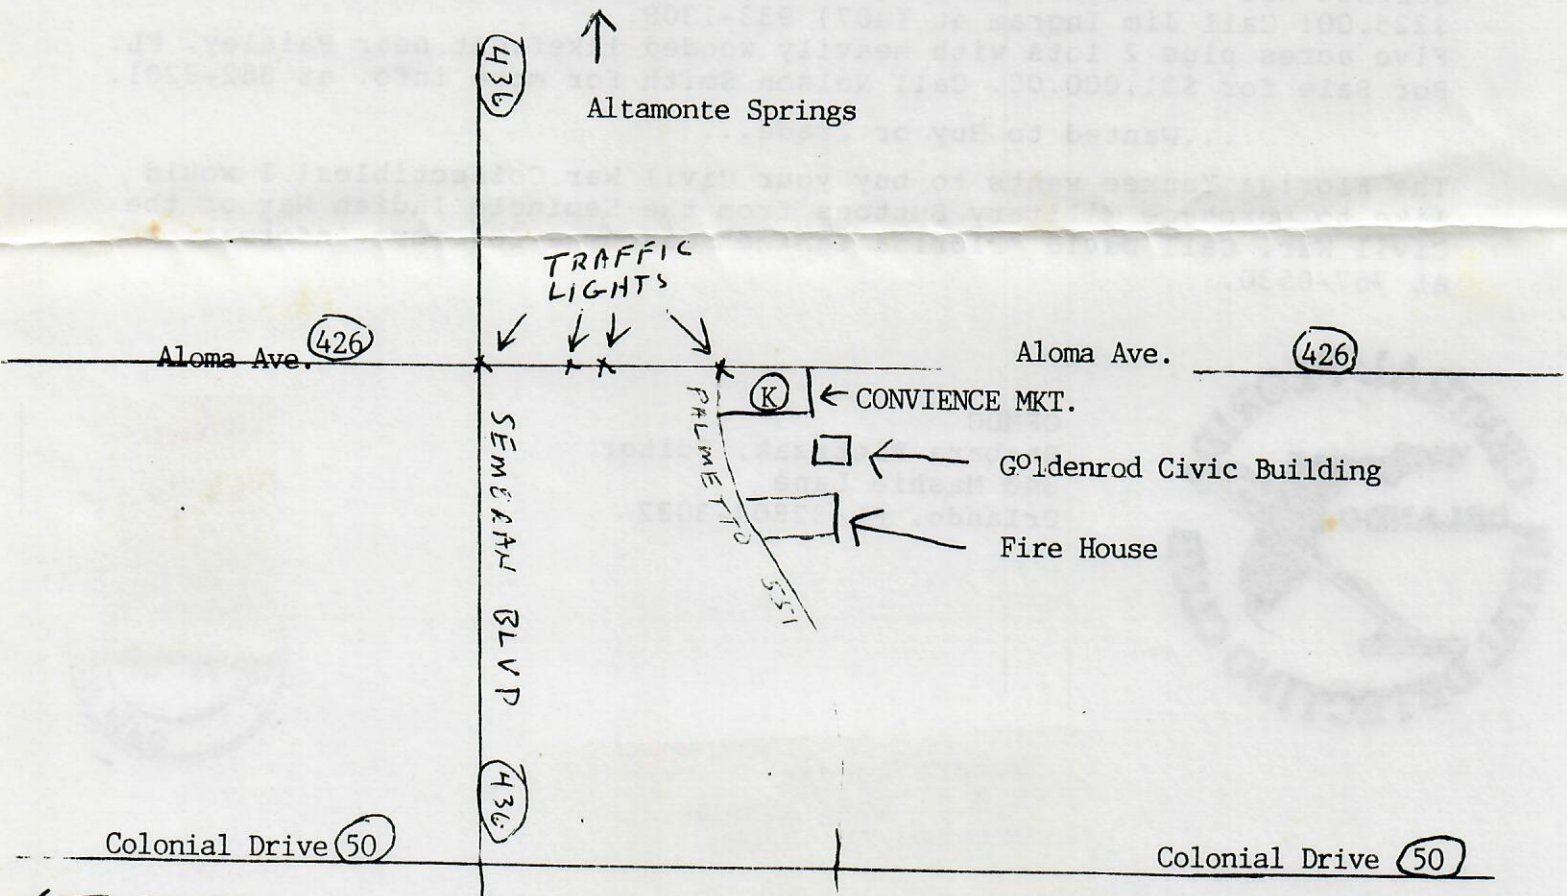 436
Altamonte Springs
TRAFFIC
LIGHTS
Aloma Ave. 426
Aloma Ave. 426
K
CONVIENCE MKT.
PALMETTO
551
SEMERAN BLVD
Goldenrod Civic Building
Fire House
436
Colonial Drive 50
Colonial Drive 50